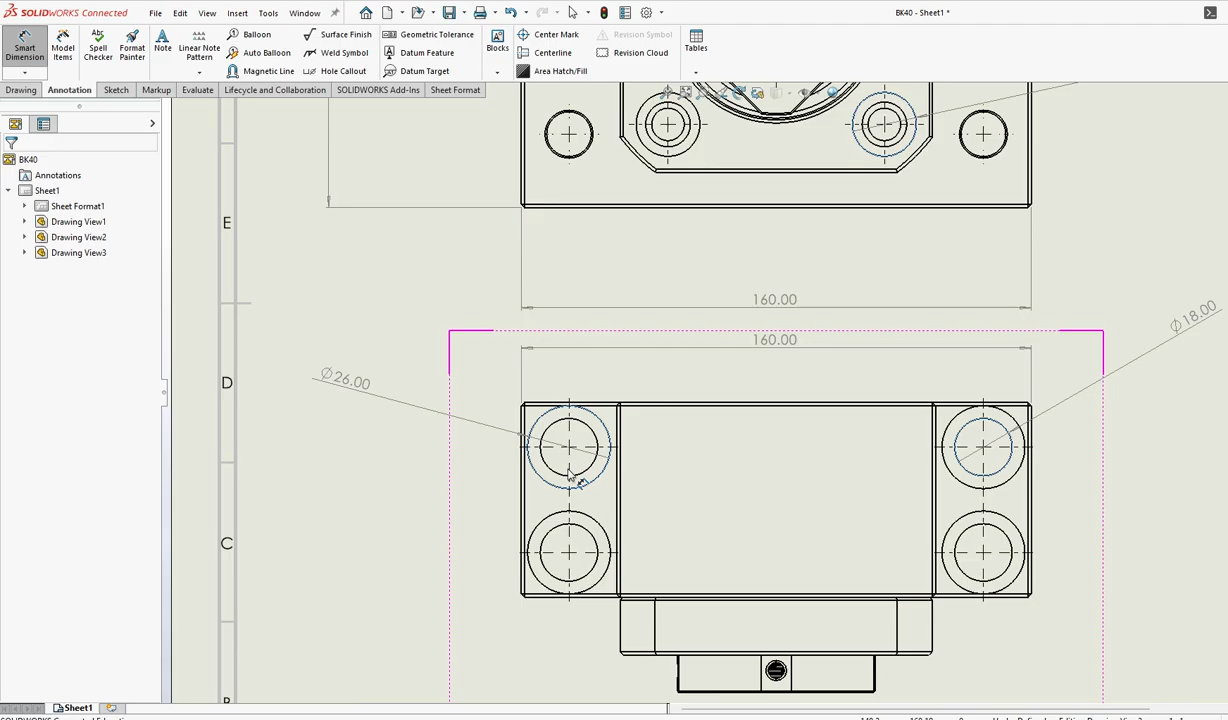 SOLIDWORKS Connected File Edit View Insert Tools Window BK40 - Sheet1 *
Smart Dimension
Model Items
Spell Checker
Format Painter
Note
Linear Note Pattern
Balloon
Auto Balloon
Magnetic Line
Surface Finish
Weld Symbol
Hole Callout
Geometric Tolerance
Datum Feature
Datum Target
Blocks
Center Mark
Centerline
Area Hatch/Fill
Revision Symbol
Revision Cloud
Tables
Drawing Annotation Sketch Markup Evaluate Lifecycle and Collaboration SOLIDWORKS Add-Ins Sheet Format
BK40
Annotations
Sheet1
Sheet Format1
Drawing View1
Drawing View2
Drawing View3
E
160.00
160.00
Ø18.00
Ø26.00
D
C
Sheet1